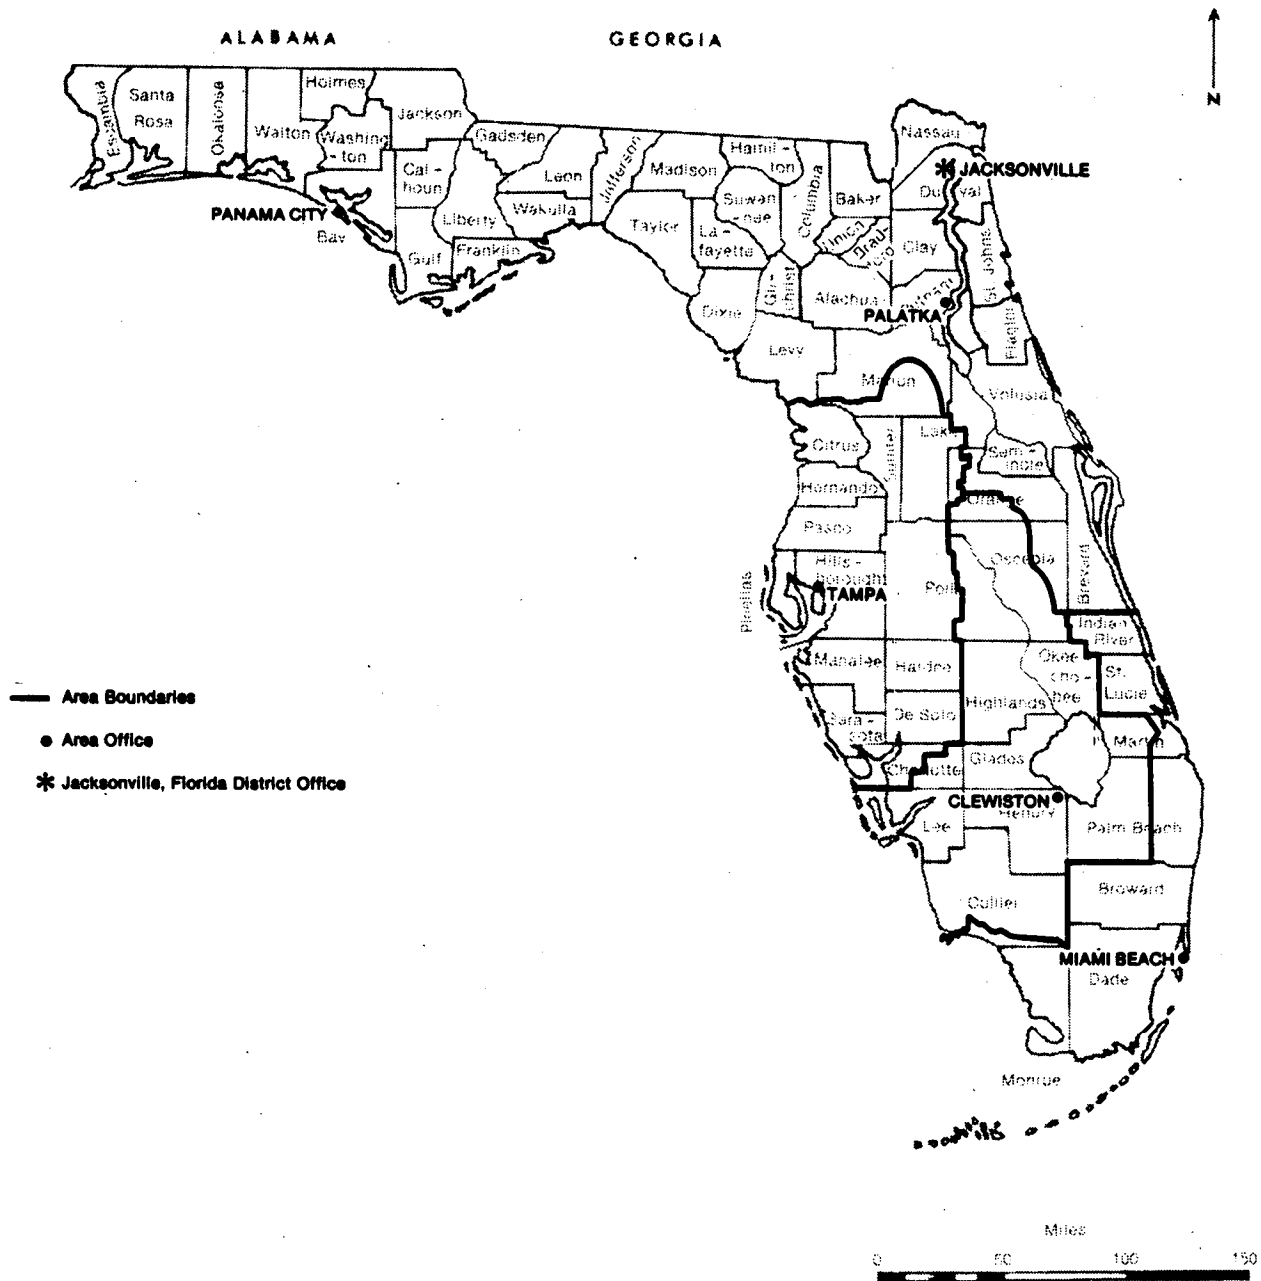 ALABAMA
GEORGIA
N
Escambia
Santa
Rosa
Okaloosa
Walton
Holmes
Washing
-ton
Jackson
Bay
PANAMA CITY
Cal -
houn
Gulf
Liberty
Gadsden
Franklin
Leon
Wakulla
Jefferson
Madison
Taylor
Hamil -
ton
Suwan
-nee
La -
fayette
Dixie
Columbia
Baker
Nassau
JACKSONVILLE
Duval
Union
Clay
St. Johns
Alachua
PALATKA
Flagler
Levy
Marion
Volusia
Citrus
Lake
Sem -
inole
Hernando
Orange
Pasco
Osceola
Brevard
Hills -
borough
Pinellas
TAMPA
Polk
Indian
River
Manatee
Hardee
Okee
cho -
bee
St.
Lucie
Highlands
Sara -
sota
De Soto
Martin
Charlotte
Glades
CLEWISTON
Hendry
Lee
Palm Beach
Collier
Broward
MIAMI BEACH
Dade
Monroe
Area Boundaries
Area Office
Jacksonville, Florida District Office
Miles
0 50 100 150